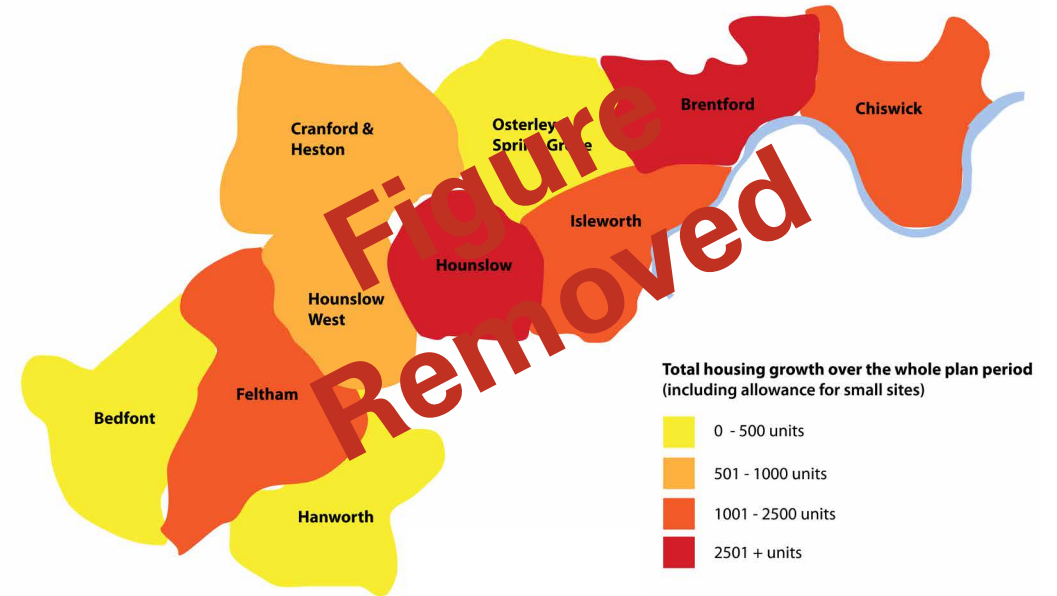 Brentford
Chiswick
Cranford &
Heston
Osterley
Spring Grove
Isleworth
Hounslow
Hounslow
West
Feltham
Bedfont
Hanworth
Figure
Removed
Total housing growth over the whole plan period
(including allowance for small sites)
0 - 500 units
501 - 1000 units
1001 - 2500 units
2501 + units